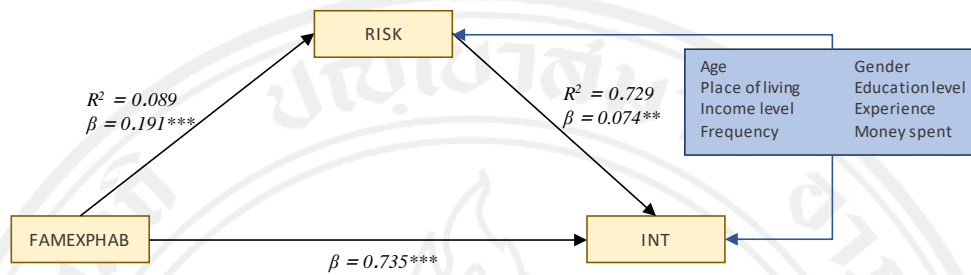 RISK
Age Gender
Place of living Education level
Income level Experience
Frequency Money spent
R² = 0.089
β = 0.191***
R² = 0.729
β = 0.074**
FAMEXPHAB
INT
β = 0.735***